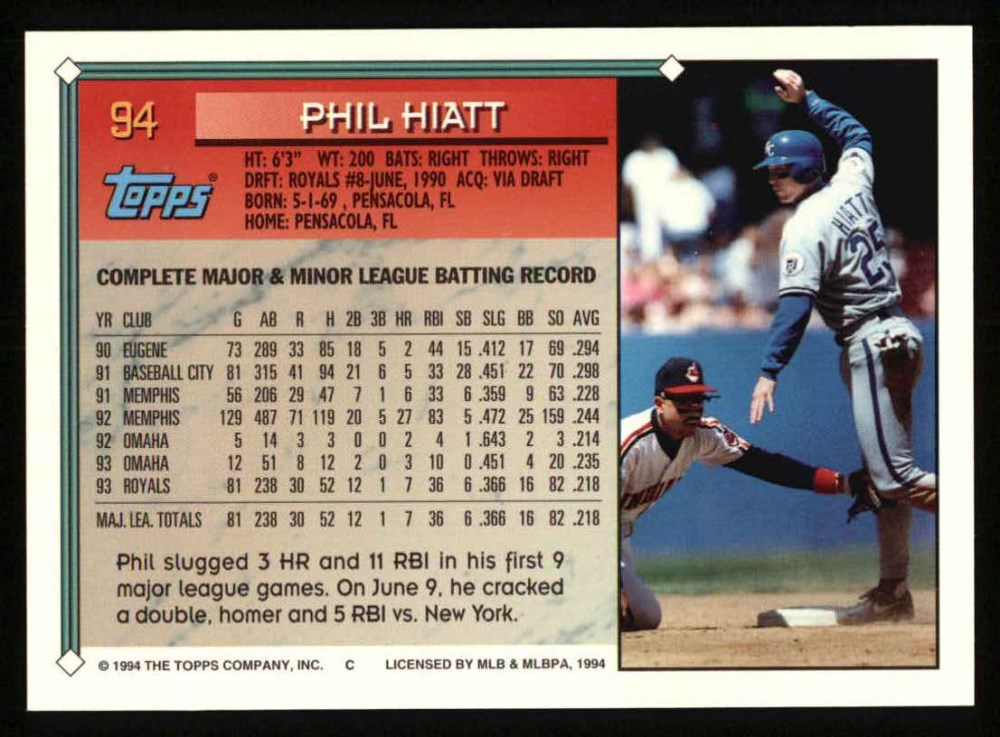 94
PHIL HIATT
TOPPS®
HT: 6'3" WT: 200 BATS: RIGHT THROWS: RIGHT
DRFT: ROYALS #8-JUNE, 1990 ACQ: VIA DRAFT
BORN: 5-1-69 , PENSACOLA, FL
HOME: PENSACOLA, FL
COMPLETE MAJOR & MINOR LEAGUE BATTING RECORD
YR CLUB G AB R H 2B 3B HR RBI SB SLG BB SO AVG
90 EUGENE 73 289 33 85 18 5 2 44 15 .412 17 69 .294
91 BASEBALL CITY 81 315 41 94 21 6 5 33 28 .451 22 70 .298
91 MEMPHIS 56 206 29 47 7 1 6 33 6 .359 9 63 .228
92 MEMPHIS 129 487 71 119 20 5 27 83 5 .472 25 159 .244
92 OMAHA 5 14 3 3 0 0 2 4 1 .643 2 3 .214
93 OMAHA 12 51 8 12 2 0 3 10 0 .451 4 20 .235
93 ROYALS 81 238 30 52 12 1 7 36 6 .366 16 82 .218
MAJ. LEA. TOTALS 81 238 30 52 12 1 7 36 6 .366 16 82 .218
Phil slugged 3 HR and 11 RBI in his first 9
major league games. On June 9, he cracked
a double, homer and 5 RBI vs. New York.
© 1994 THE TOPPS COMPANY, INC. C LICENSED BY MLB & MLBPA, 1994
KC
HIATT
25